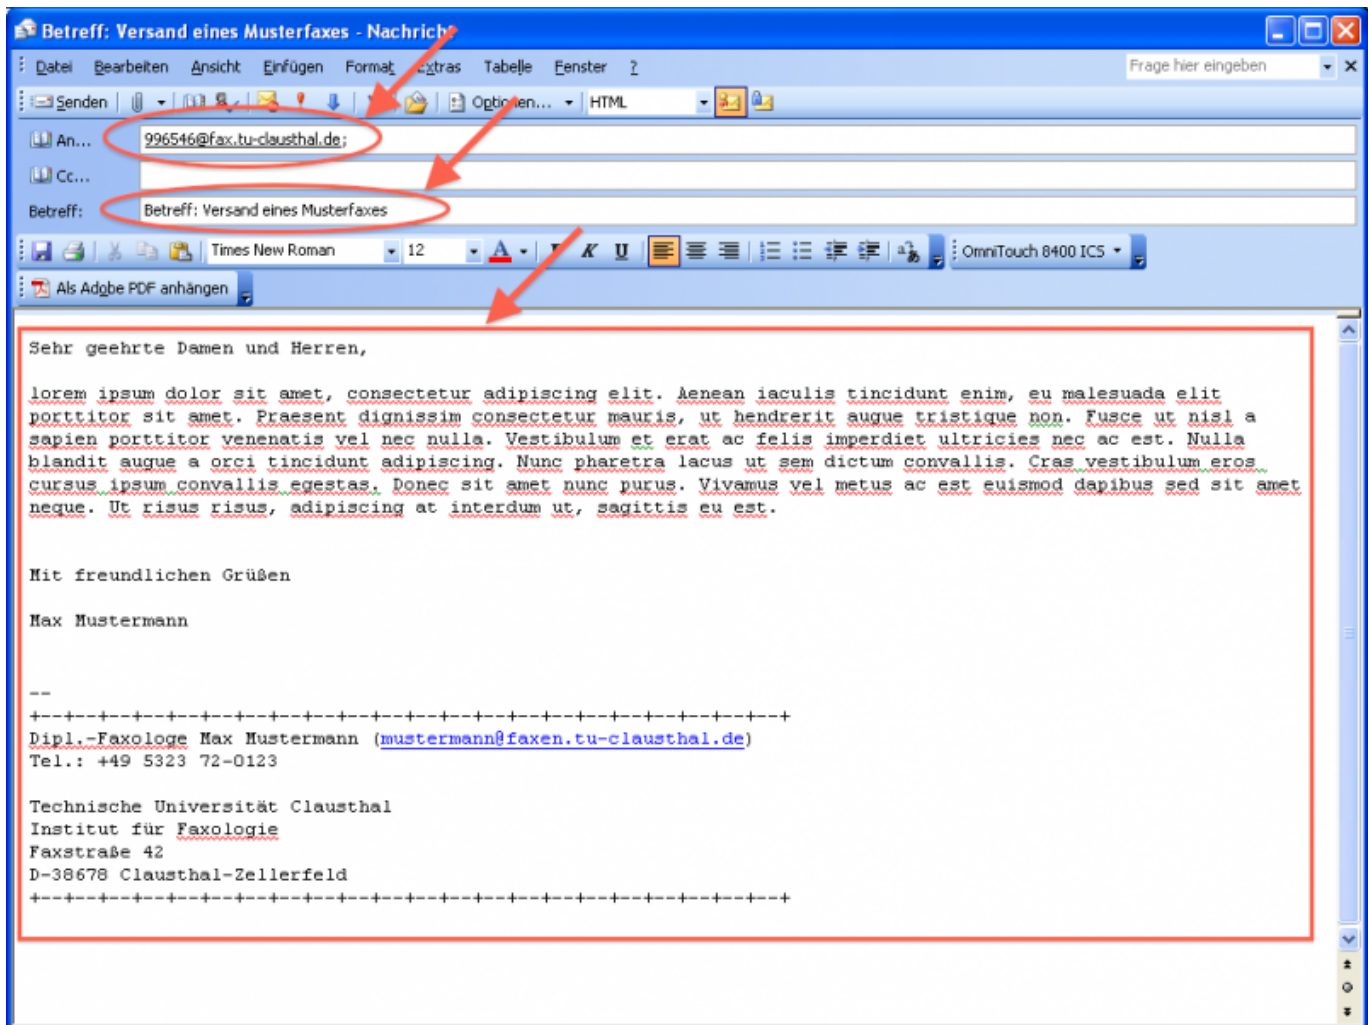 Betreff: Versand eines Musterfaxes - Nachricht
Datei Bearbeiten Ansicht Einfügen Format Extras Tabelle Fenster ? Frage hier eingeben
Senden Optionen... HTML
An... 996546@fax.tu-clausthal.de;
Cc...
Betreff: Betreff: Versand eines Musterfaxes
Times New Roman 12 A K U OmniTouch 8400 ICS
Als Adobe PDF anhängen
Sehr geehrte Damen und Herren,
lorem ipsum dolor sit amet, consectetur adipiscing elit. Aenean iaculis tincidunt enim, eu malesuada elit
porttitor sit amet. Praesent dignissim consectetur mauris, ut hendrerit augue tristique non. Fusce ut nisl a
sapien porttitor venenatis vel nec nulla. Vestibulum et erat ac felis imperdiet ultricies nec ac est. Nulla
blandit augue a orci tincidunt adipiscing. Nunc pharetra lacus ut sem dictum convallis. Cras vestibulum eros
cursus ipsum convallis egestas. Donec sit amet nunc purus. Vivamus vel metus ac est euismod dapibus sed sit amet
neque. Ut risus risus, adipiscing at interdum ut, sagittis eu est.
Mit freundlichen Grüßen
Max Mustermann
--
+--+--+--+--+--+--+--+--+--+--+--+--+--+--+--+--+--+--+--+--+--+--+
Dipl.-Faxologe Max Mustermann (mustermann@faxen.tu-clausthal.de)
Tel.: +49 5323 72-0123
Technische Universität Clausthal
Institut für Faxologie
Faxstraße 42
D-38678 Clausthal-Zellerfeld
+--+--+--+--+--+--+--+--+--+--+--+--+--+--+--+--+--+--+--+--+--+--+